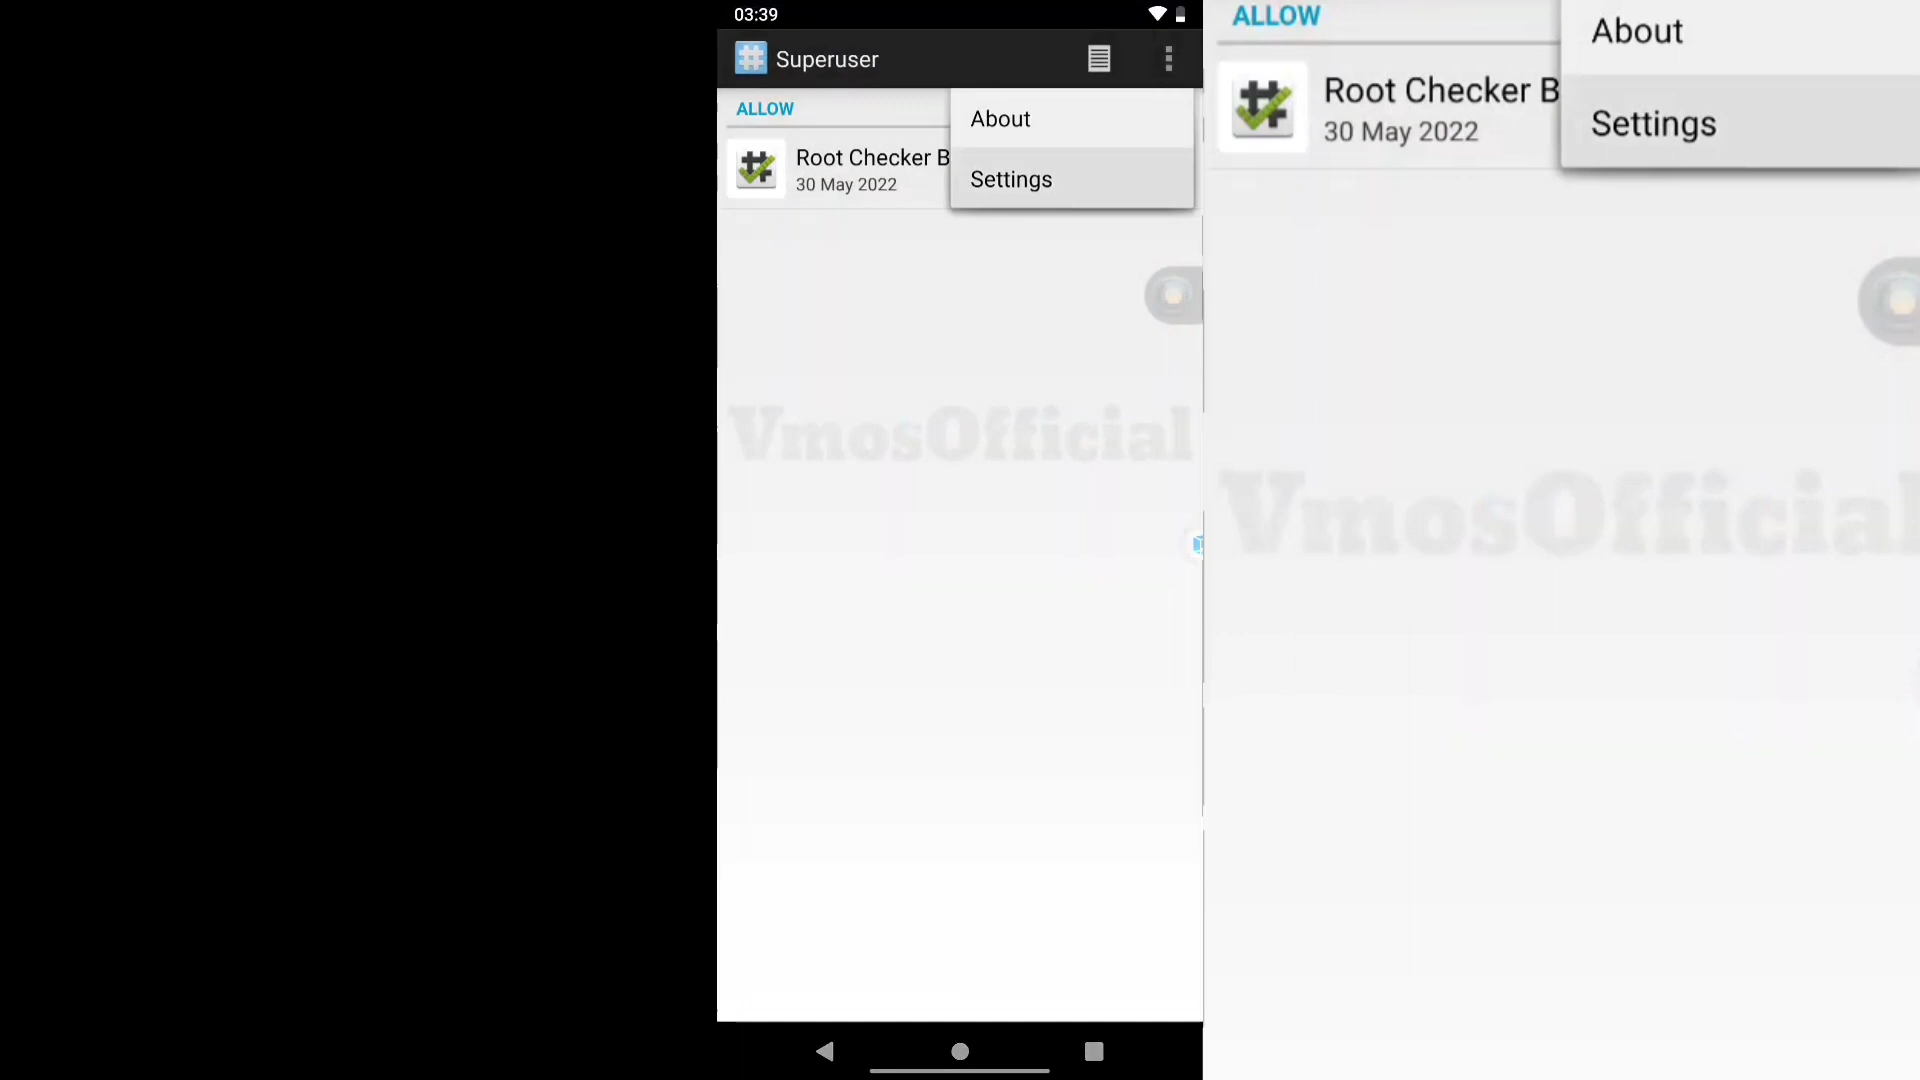 03:39
Superuser
ALLOW
About
Root Checker B
30 May 2022
Settings
VmosOfficial
ALLOW
About
Root Checker B
30 May 2022
Settings
VmosOfficial